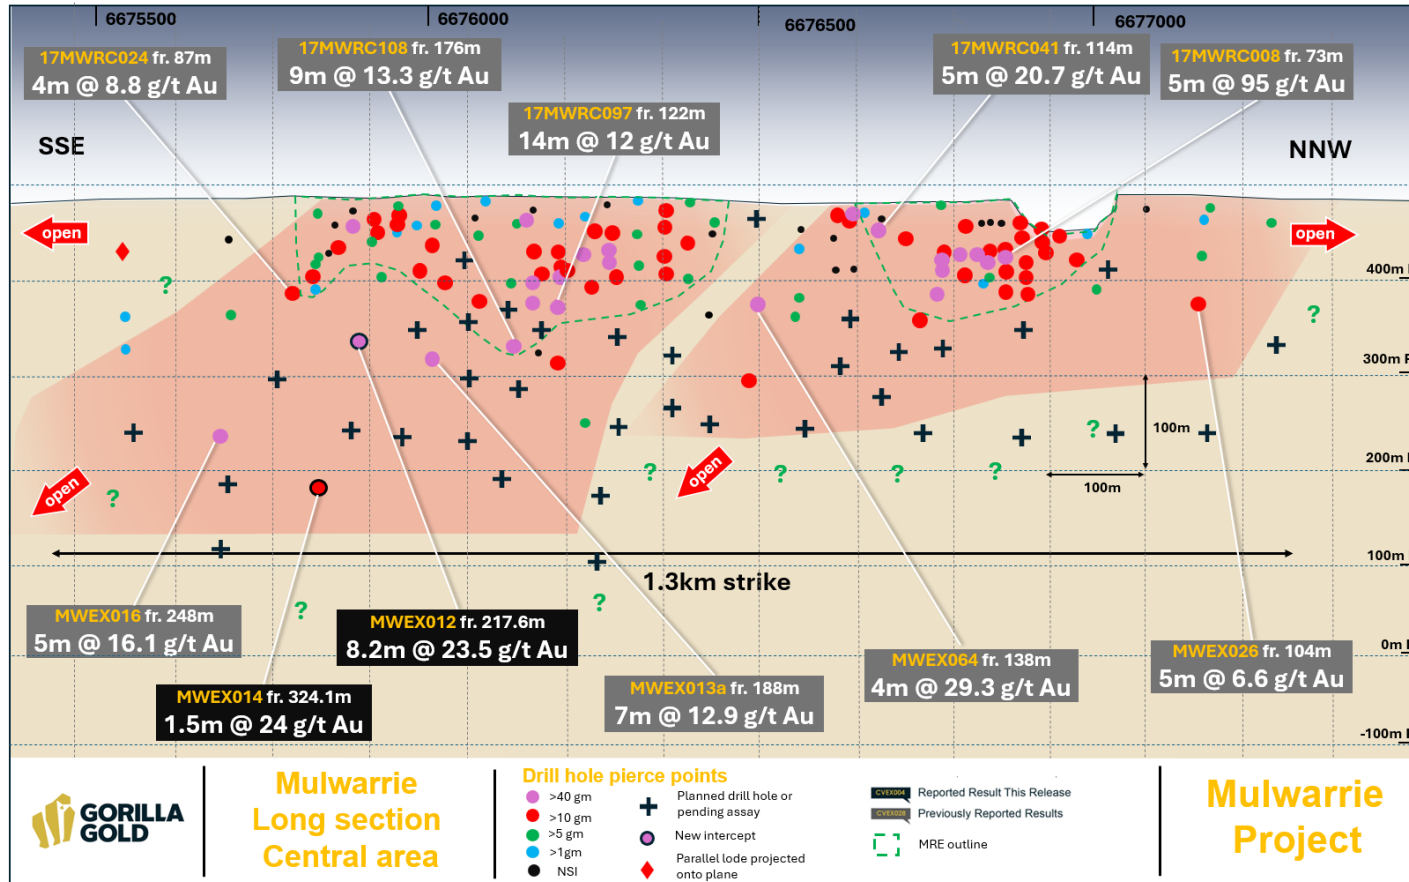 6675500
6676000
6676500
6677000
17MWRC024 fr. 87m
4m @ 8.8 g/t Au
17MWRC108 fr. 176m
9m @ 13.3 g/t Au
17MWRC097 fr. 122m
14m @ 12 g/t Au
17MWRC041 fr. 114m
5m @ 20.7 g/t Au
17MWRC008 fr. 73m
5m @ 95 g/t Au
SSE
NNW
open
open
?
?
400m
300m
100m
100m
?
?
?
?
?
?
200m
open
open
100m
1.3km strike
?
?
0m
-100m
MWEX016 fr. 248m
5m @ 16.1 g/t Au
MWEX012 fr. 217.6m
8.2m @ 23.5 g/t Au
MWEX014 fr. 324.1m
1.5m @ 24 g/t Au
MWEX013a fr. 188m
7m @ 12.9 g/t Au
MWEX064 fr. 138m
4m @ 29.3 g/t Au
MWEX026 fr. 104m
5m @ 6.6 g/t Au
GORILLA
GOLD
Mulwarrie
Long section
Central area
Drill hole pierce points
>40 gm
>10 gm
>5 gm
>1gm
NSI
Planned drill hole or
pending assay
New intercept
Parallel lode projected
onto plane
CVEX004 Reported Result This Release
CVEX028 Previously Reported Results
MRE outline
Mulwarrie
Project